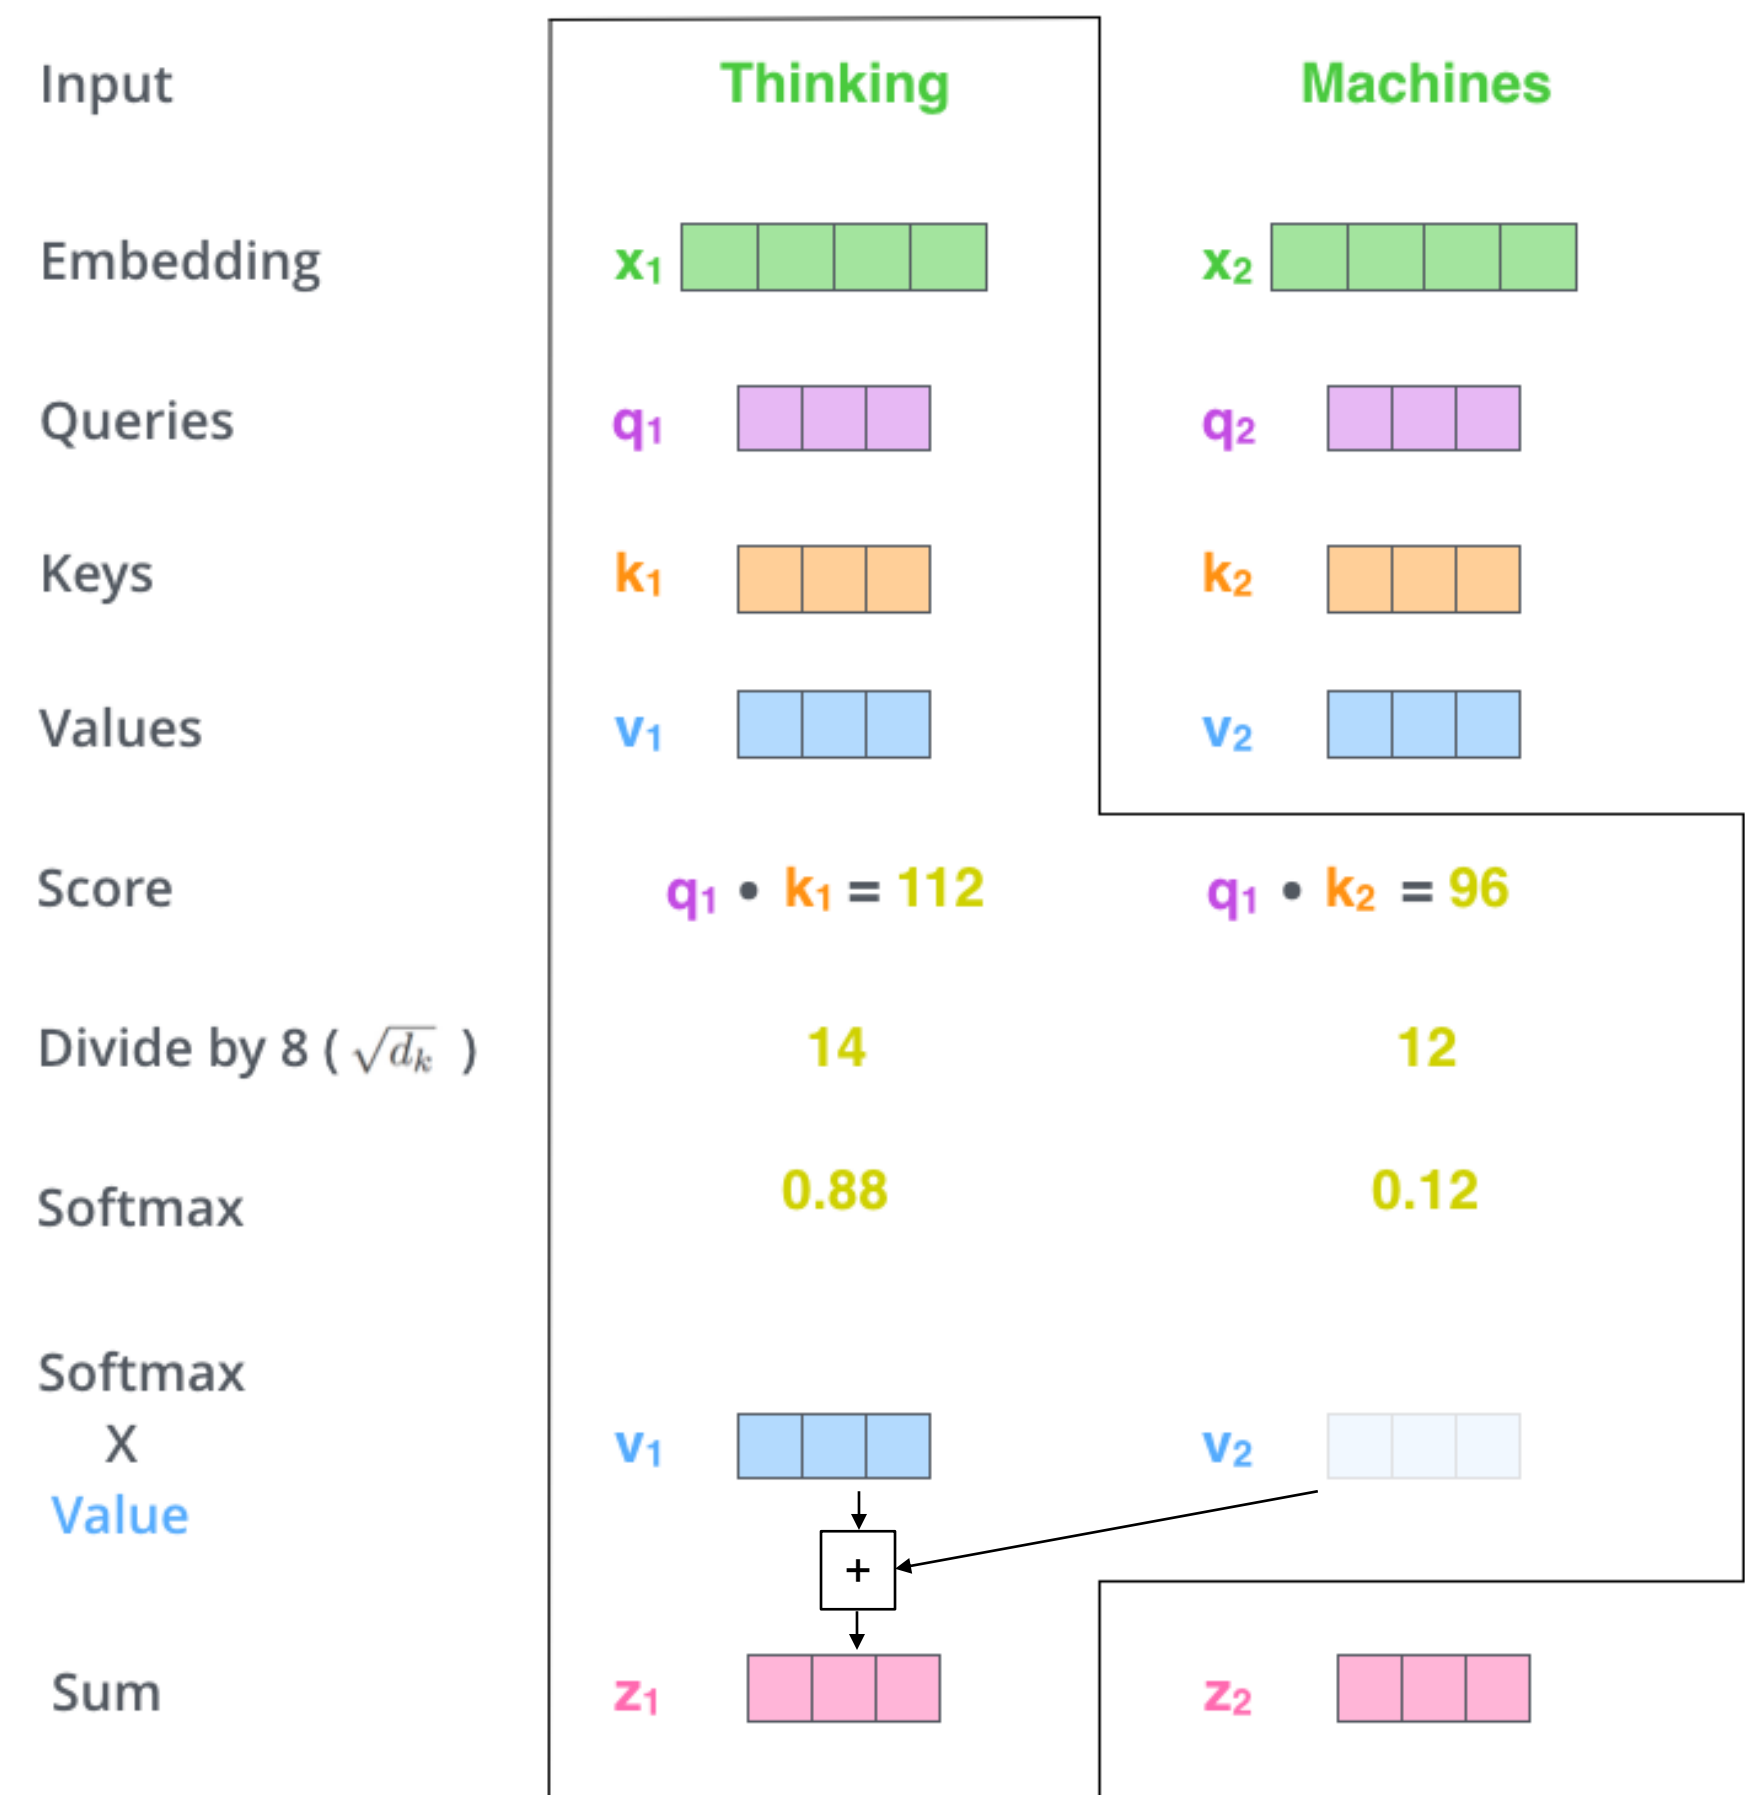 Input Thinking Machines
Embedding x₁ x₂
Queries q₁ q₂
Keys k₁ k₂
Values v₁ v₂
Score q₁ • k₁ = 112 q₁ • k₂ = 96
Divide by 8 ( √dₖ ) 14 12
Softmax 0.88 0.12
Softmax
X v₁ v₂
Value
+
Sum z₁ z₂